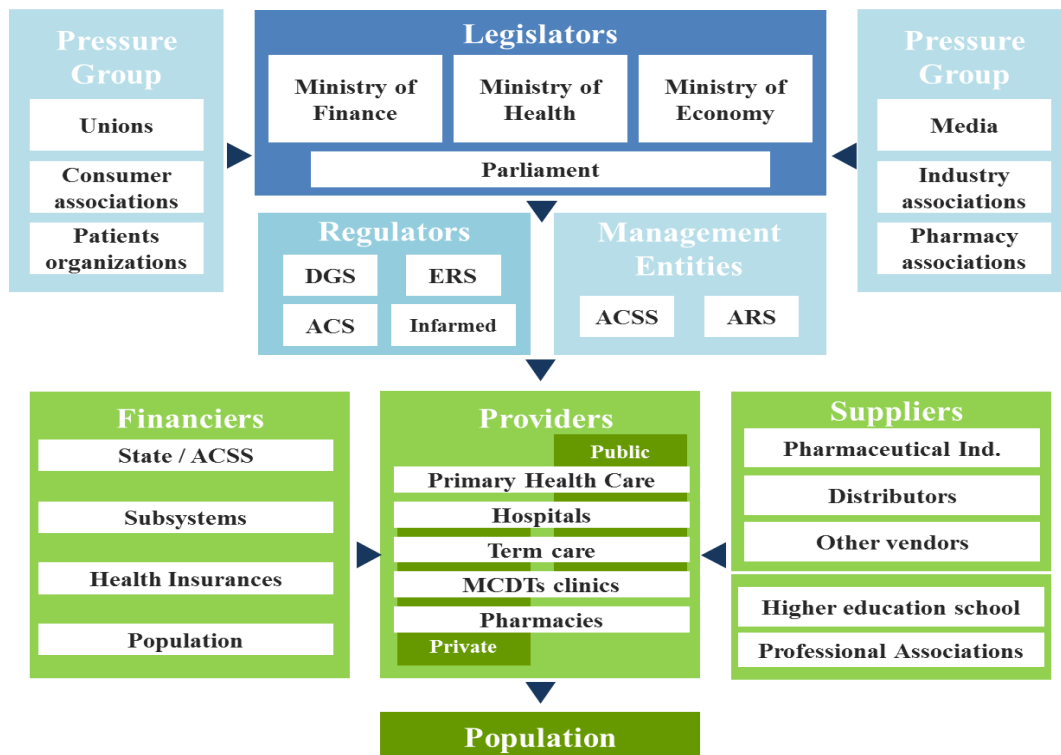 Pressure
Group
Unions
Consumer
associations
Patients
organizations
Legislators
Ministry of
Finance
Ministry of
Health
Ministry of
Economy
Parliament
Pressure
Group
Media
Industry
associations
Pharmacy
associations
Regulators
DGS
ERS
ACS
Infarmed
Management
Entities
ACSS
ARS
Financiers
State / ACSS
Subsystems
Health Insurances
Population
Providers
Public
Primary Health Care
Hospitals
Term care
MCDTs clinics
Pharmacies
Private
Suppliers
Pharmaceutical Ind.
Distributors
Other vendors
Higher education school
Professional Associations
Population